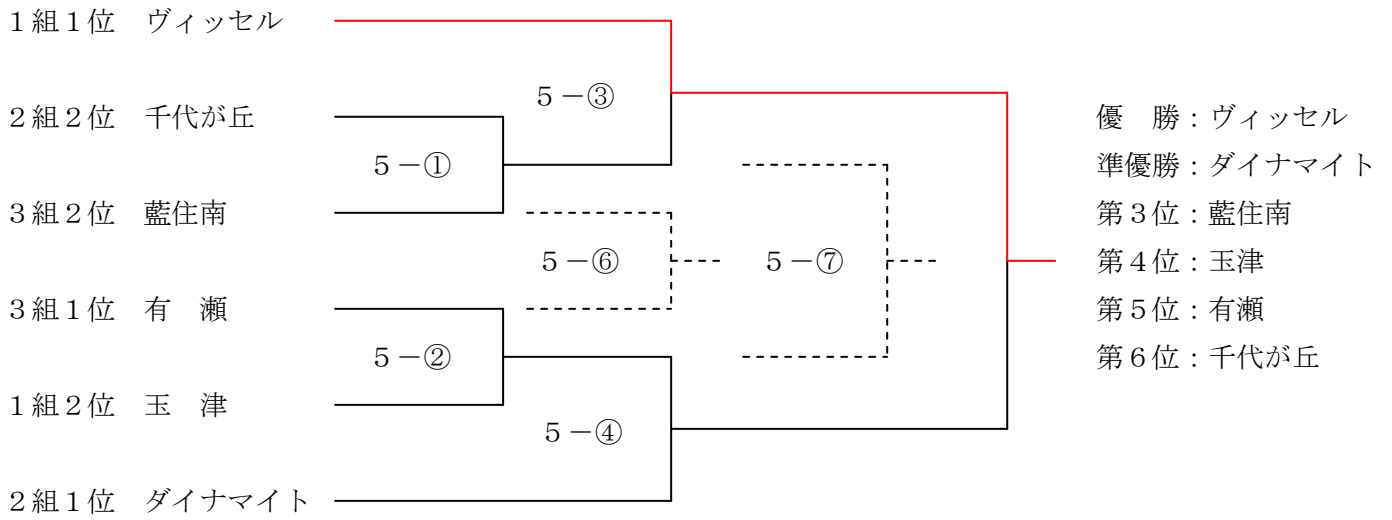 1組1位 ヴィッセル
2組2位 千代が丘
3組2位 藍住南
3組1位 有 瀬
1組2位 玉 津
2組1位 ダイナマイト
5-③
5-①
5-⑥
5-⑦
5-②
5-④
優 勝:ヴィッセル
準優勝:ダイナマイト
第3位:藍住南
第4位:玉津
第5位:有瀬
第6位:千代が丘